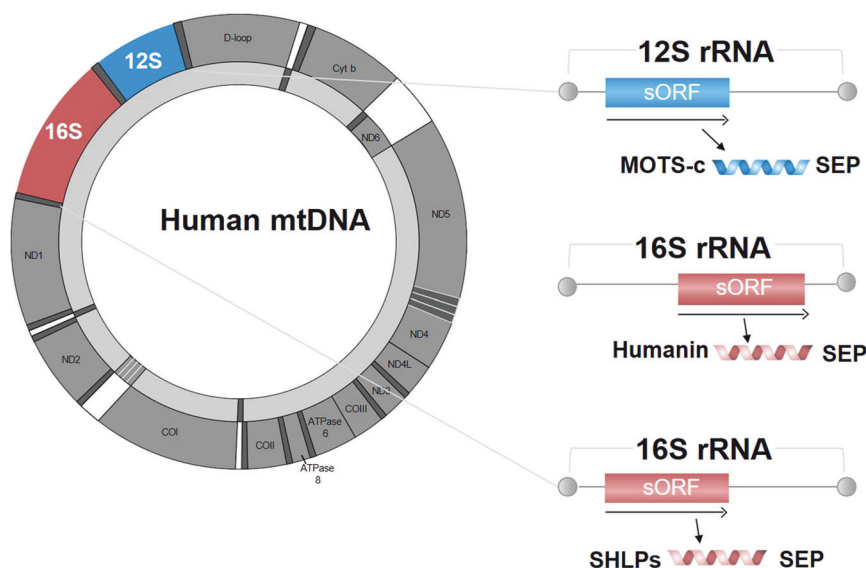 D-loop
12S
Cyt b
16S
ND6
Human mtDNA
ND5
ND1
ND4
ND4L
ND3
ND2
COIII
ATPase
6
COI
COII
ATPase
8
12S rRNA
sORF
MOTS-c
SEP
16S rRNA
sORF
Humanin
SEP
16S rRNA
sORF
SHLPs
SEP